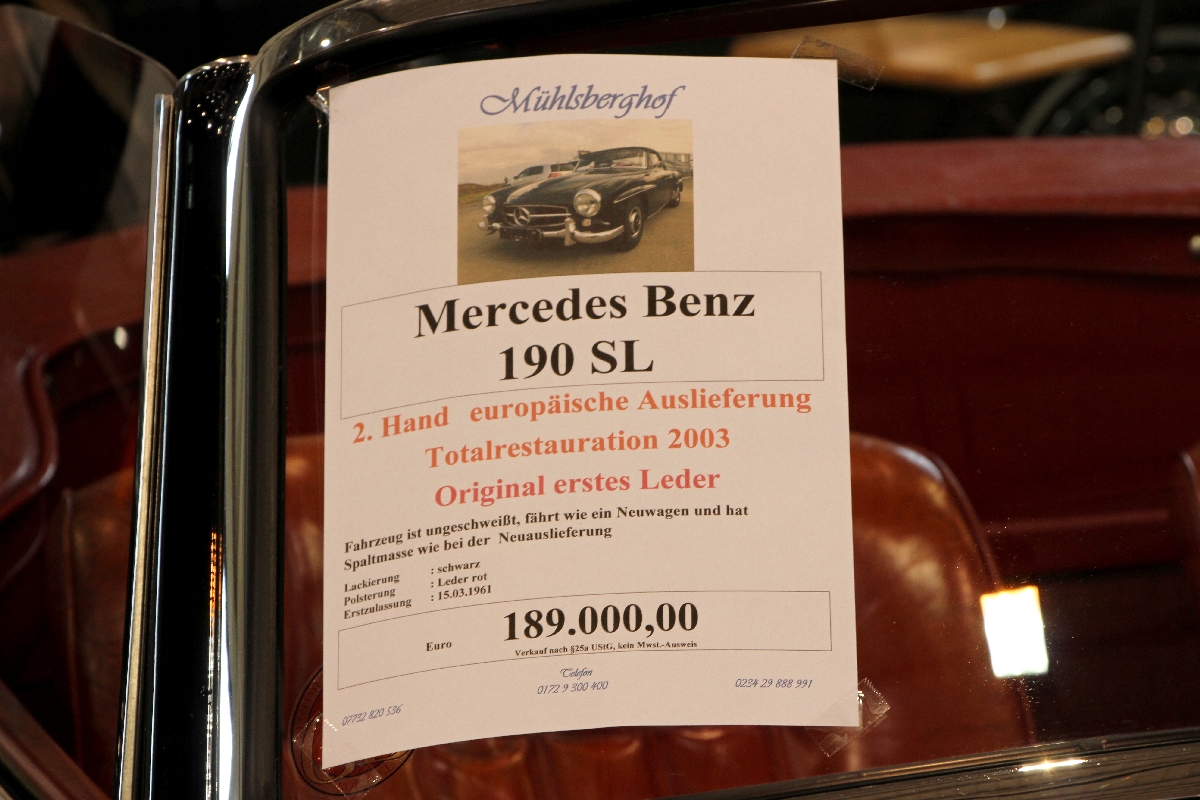 Mühlsberghof
Mercedes Benz
190 SL
2. Hand europäische Auslieferung
Totalrestauration 2003
Original erstes Leder
Fahrzeug ist ungeschweißt, fährt wie ein Neuwagen und hat
Spaltmasse wie bei der Neuauslieferung
Lackierung : schwarz
Polsterung : Leder rot
Erstzulassung : 15.03.1961
Euro 189.000,00
Verkauf nach §25a UStG, kein Mwst.-Ausweis
Telefon
07732 820 536 0172 9 300 400 0234 29 888 991